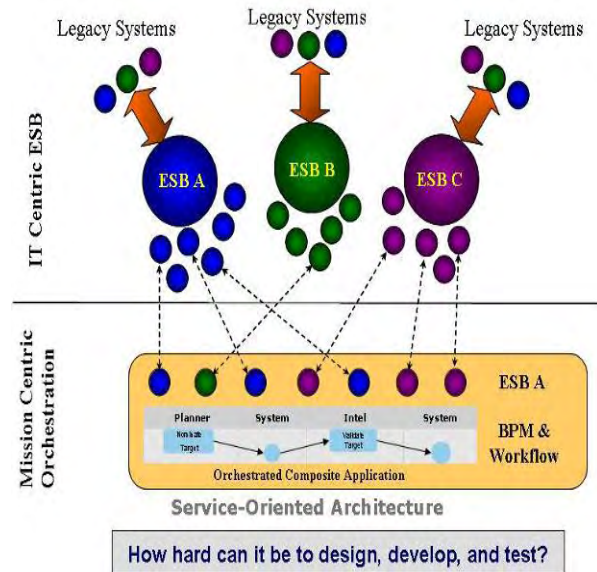 Legacy Systems
Legacy Systems
Legacy Systems
IT Centric ESB
ESB A
ESB B
ESB C
Mission Centric
Orchestration
ESB A
Planner
System
Intel
System
Nominate
Target
Validate
Target
BPM &
Workflow
Orchestrated Composite Application
Service-Oriented Architecture
How hard can it be to design, develop, and test?